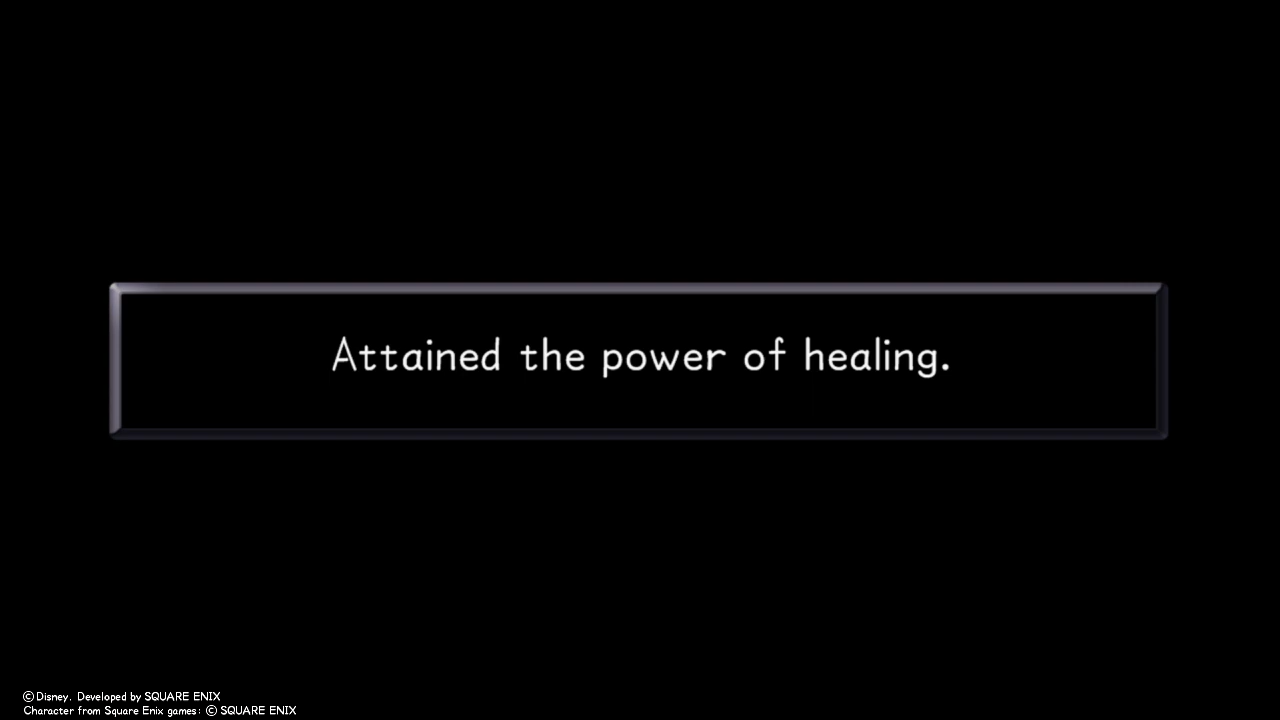 Attained the power of healing.
©Disney. Developed by SQUARE ENIX
Character from Square Enix games: © SQUARE ENIX